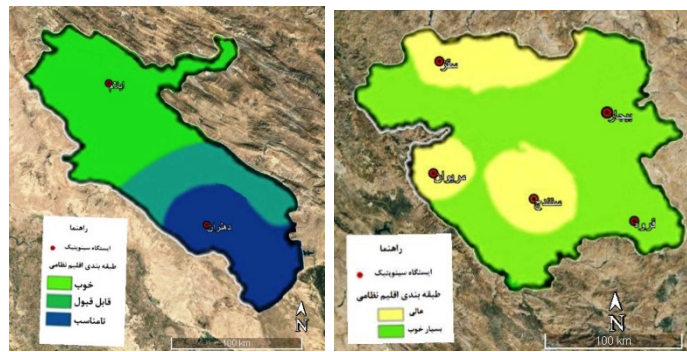 ایلام
دهلران
راهنما
ایستگاه سینوپتیک
طبقه بندی اقلیم نظامی
خوب
قابل قبول
نامناسب
100 km
N
سقز
بیجار
مریوان
سنندج
قروه
راهنما
ایستگاه سینوپتیک
طبقه بندی اقلیم نظامی
عالی
بسیار خوب
100 km
N